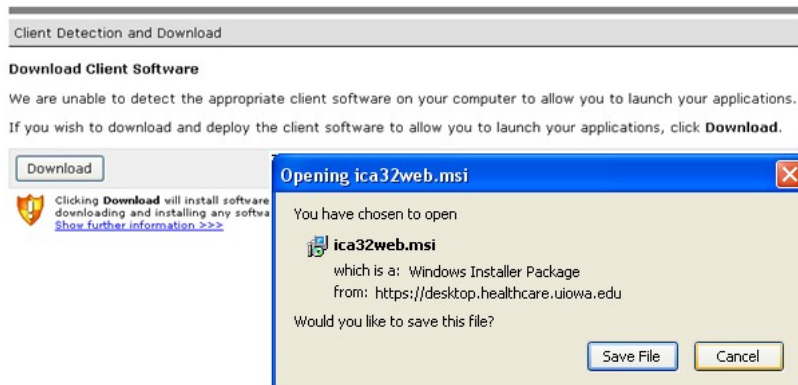 Client Detection and Download
Download Client Software
We are unable to detect the appropriate client software on your computer to allow you to launch your applications.
If you wish to download and deploy the client software to allow you to launch your applications, click Download.
Download
Clicking Download will install software
downloading and installing any softwa
Show further information >>>
Opening ica32web.msi
You have chosen to open
ica32web.msi
which is a: Windows Installer Package
from: https://desktop.healthcare.uiowa.edu
Would you like to save this file?
Save File Cancel